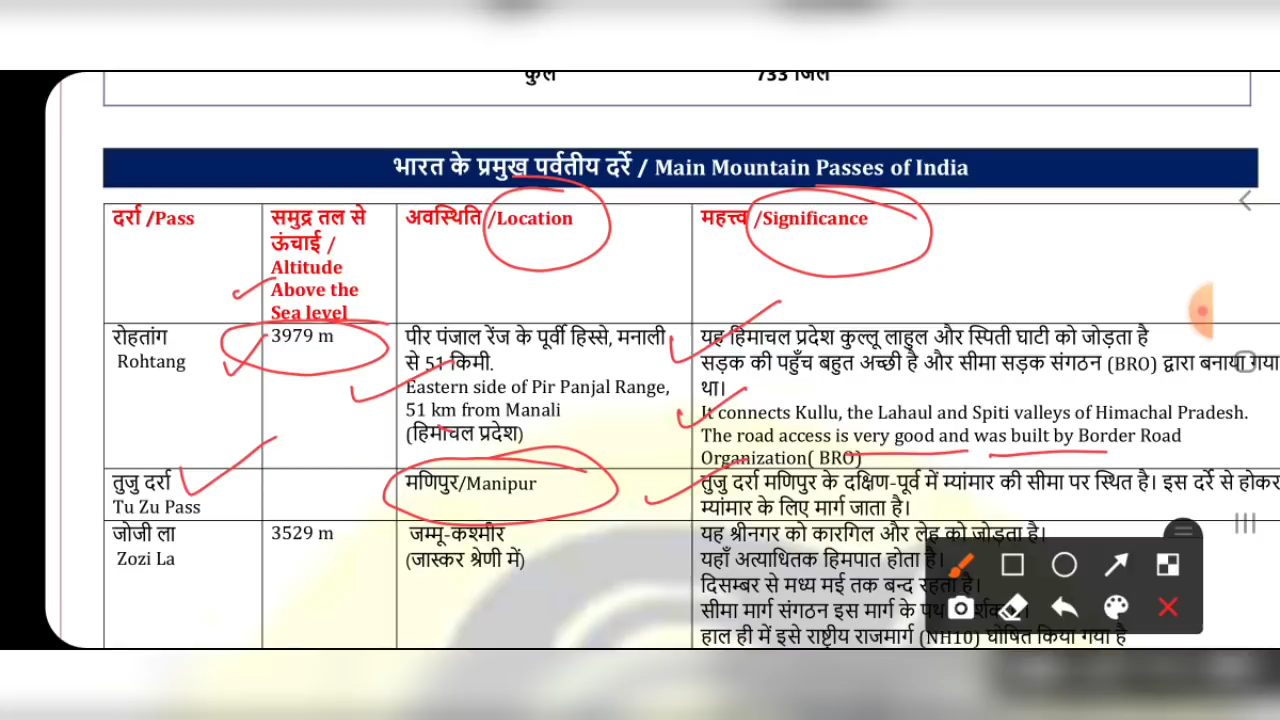 कुल 733 जिले
भारत के प्रमुख पर्वतीय दर्रे / Main Mountain Passes of India
दर्रा /Pass
समुद्र तल से
ऊंचाई /
Altitude
Above the
Sea level
अवस्थिति /Location
महत्त्व /Significance
रोहतांग
Rohtang
3979 m
पीर पंजाल रेंज के पूर्वी हिस्से, मनाली
से 51 किमी.
Eastern side of Pir Panjal Range,
51 km from Manali
(हिमाचल प्रदेश)
यह हिमाचल प्रदेश कुल्लू लाहुल और स्पिती घाटी को जोड़ता है
सड़क की पहुँच बहुत अच्छी है और सीमा सड़क संगठन (BRO) द्वारा बनाया गया
था।
It connects Kullu, the Lahaul and Spiti valleys of Himachal Pradesh.
The road access is very good and was built by Border Road
Organization( BRO)
तुजु दर्रा
Tu Zu Pass
मणिपुर/Manipur
तुजु दर्रा मणिपुर के दक्षिण-पूर्व में म्यांमार की सीमा पर स्थित है। इस दर्रे से होकर
म्यांमार के लिए मार्ग जाता है।
जोजी ला
Zozi La
3529 m
जम्मू-कश्मीर
(जास्कर श्रेणी में)
यह श्रीनगर को कारगिल और लेह को जोड़ता है।
यहाँ अत्याधितक हिमपात होता है।
दिसम्बर से मध्य मई तक बन्द रहता है।
सीमा मार्ग संगठन इस मार्ग के
हाल ही में इसे राष्ट्रीय राजमार्ग (NH10) घोषित किया गया है